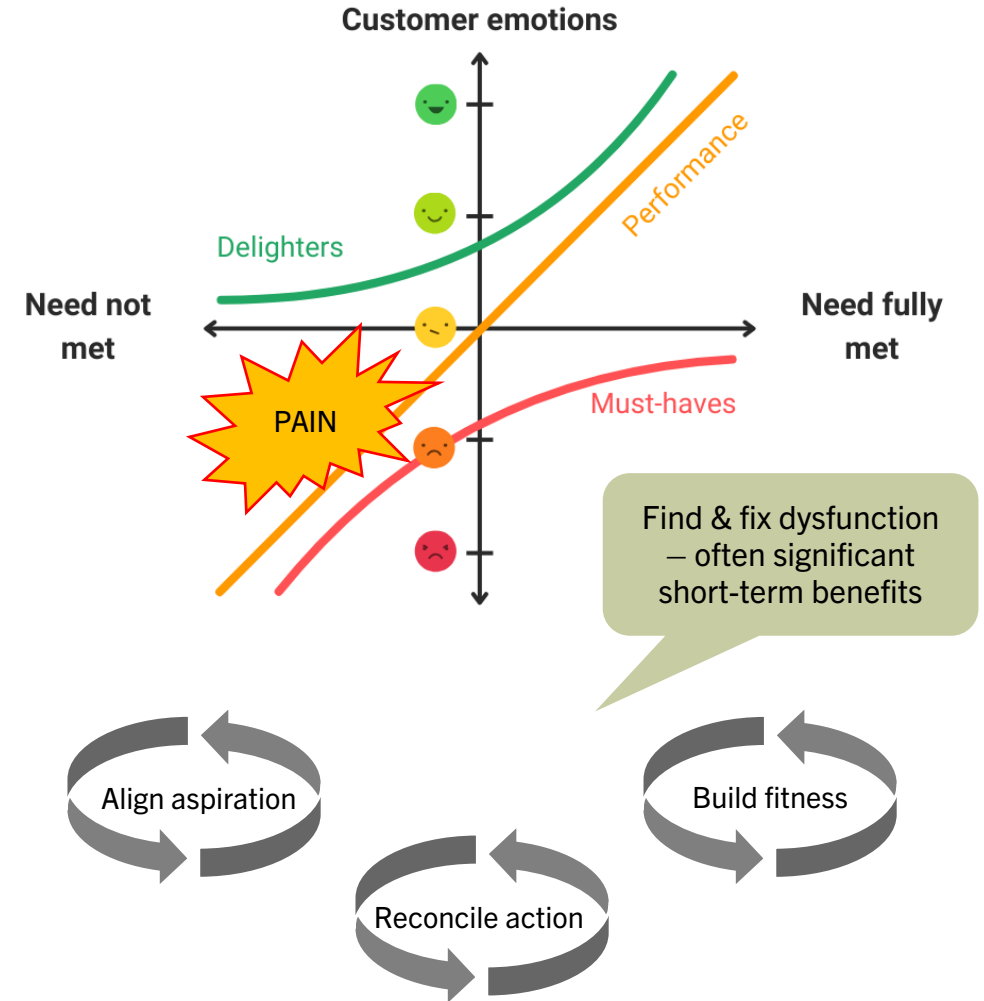 Customer emotions
Performance
Delighters
Need not
met
Need fully
met
PAIN
Must-haves
Find & fix dysfunction
– often significant
short-term benefits
Align aspiration
Build fitness
Reconcile action